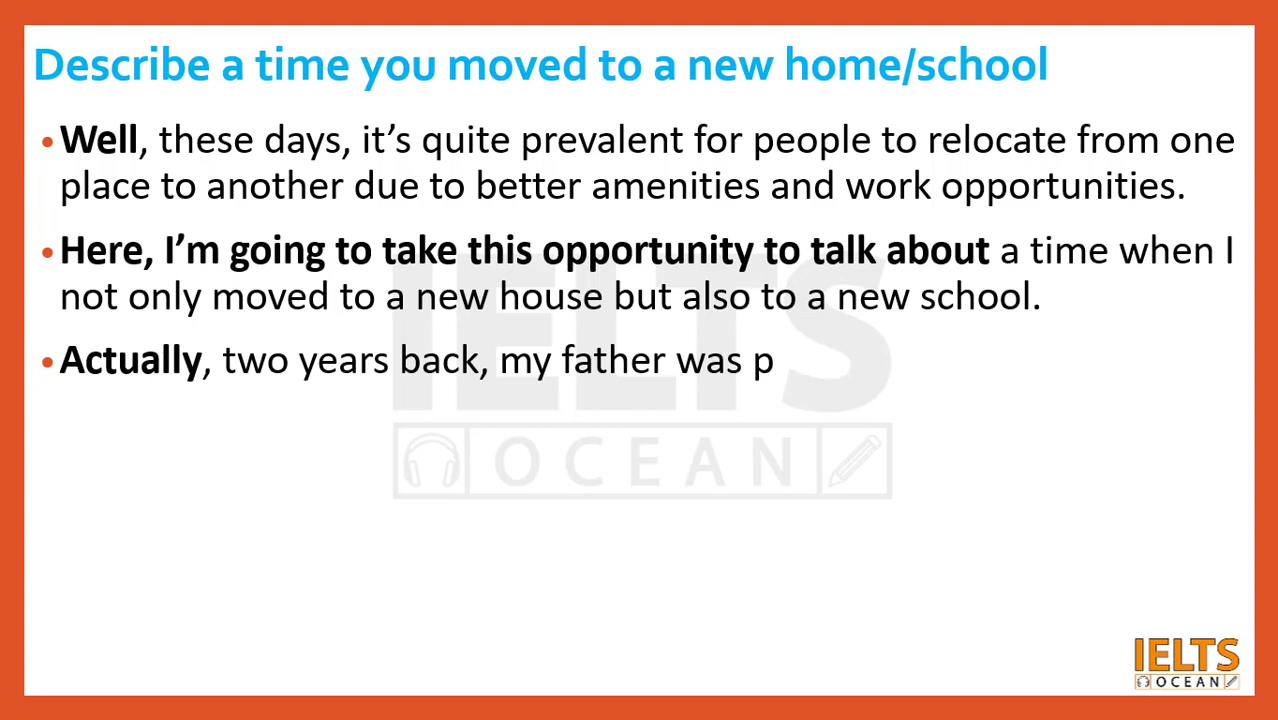 Describe a time you moved to a new home/school
•Well, these days, it’s quite prevalent for people to relocate from one
place to another due to better amenities and work opportunities.
•Here, I’m going to take this opportunity to talk about a time when I
not only moved to a new house but also to a new school.
•Actually, two years back, my father was p
IELTS
OCEAN
IELTS
OCEAN